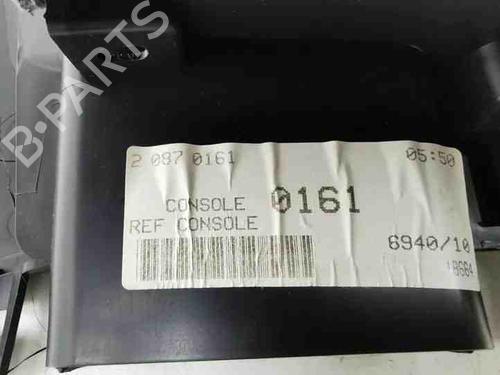 B-PARTS
2 087 0161 05:50
CONSOLE 0161
REF CONSOLE
6940/10